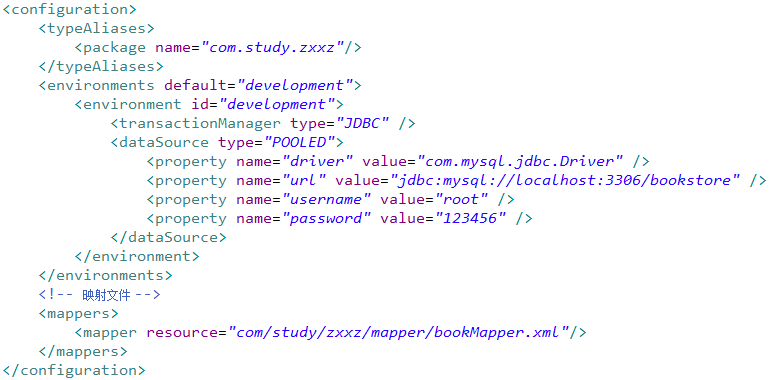 <configuration>
    <typeAliases>
        <package name="com.study.zxxz"/>
    </typeAliases>
    <environments default="development">
        <environment id="development">
            <transactionManager type="JDBC" />
            <dataSource type="POOLED">
                <property name="driver" value="com.mysql.jdbc.Driver" />
                <property name="url" value="jdbc:mysql://localhost:3306/bookstore" />
                <property name="username" value="root" />
                <property name="password" value="123456" />
            </dataSource>
        </environment>
    </environments>
    <!-- 映射文件 -->
    <mappers>
        <mapper resource="com/study/zxxz/mapper/bookMapper.xml"/>
    </mappers>
</configuration>